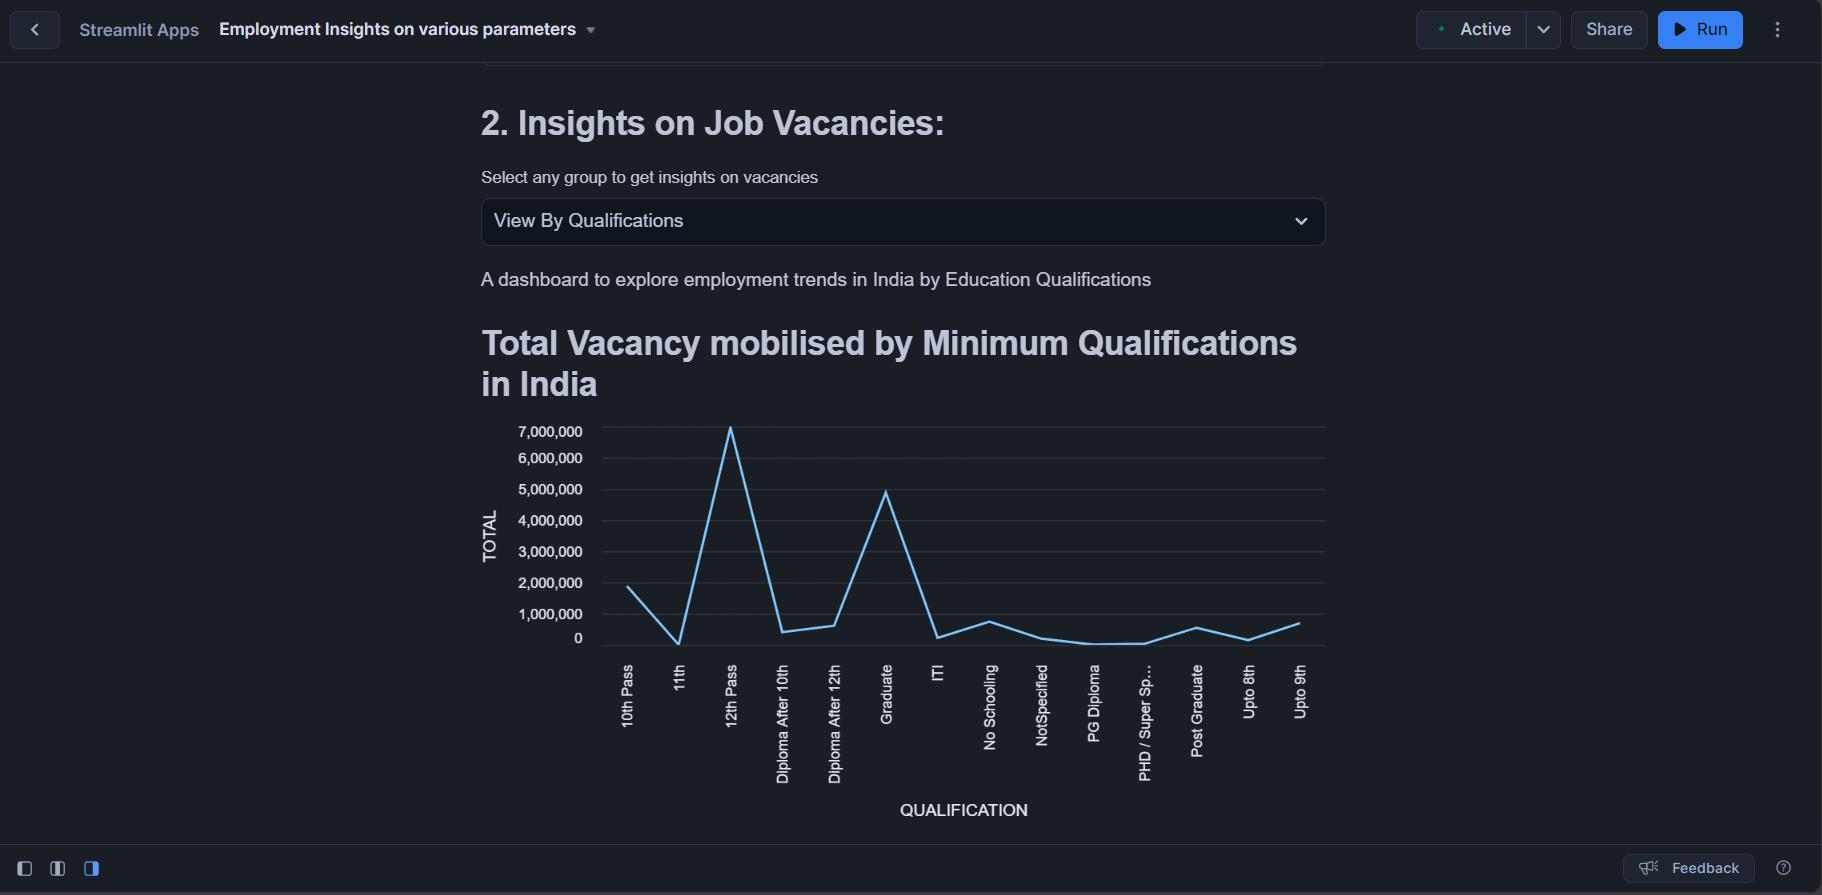 Streamlit Apps Employment Insights on various parameters
Active
Share
Run
2. Insights on Job Vacancies:
Select any group to get insights on vacancies
View By Qualifications
A dashboard to explore employment trends in India by Education Qualifications
Total Vacancy mobilised by Minimum Qualifications
in India
7,000,000
6,000,000
5,000,000
4,000,000
3,000,000
2,000,000
1,000,000
0
TOTAL
10th Pass
11th
12th Pass
Diploma After 10th
Diploma After 12th
Graduate
ITI
No Schooling
NotSpecified
PG Diploma
PHD / Super Sp…
Post Graduate
Upto 8th
Upto 9th
QUALIFICATION
Feedback